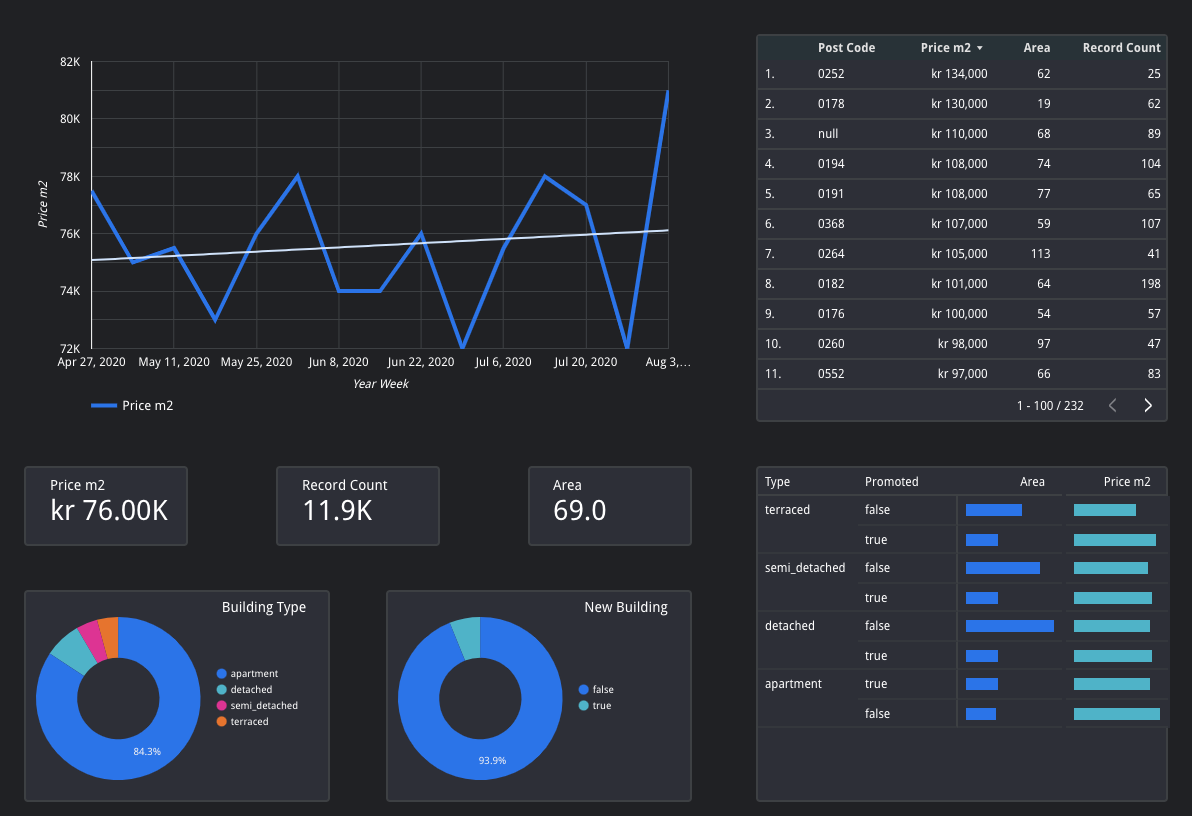 82K
80K
78K
76K
74K
72K
Price m2
Apr 27, 2020 May 11, 2020 May 25, 2020 Jun 8, 2020 Jun 22, 2020 Jul 6, 2020 Jul 20, 2020 Aug 3,...
Year Week
Price m2
Post Code Price m2 Area Record Count
1. 0252 kr 134,000 62 25
2. 0178 kr 130,000 19 62
3. null kr 110,000 68 89
4. 0194 kr 108,000 74 104
5. 0191 kr 108,000 77 65
6. 0368 kr 107,000 59 107
7. 0264 kr 105,000 113 41
8. 0182 kr 101,000 64 198
9. 0176 kr 100,000 54 57
10. 0260 kr 98,000 97 47
11. 0552 kr 97,000 66 83
1 - 100 / 232
Price m2
kr 76.00K
Record Count
11.9K
Area
69.0
Building Type
apartment
detached
semi_detached
terraced
84.3%
New Building
false
true
93.9%
Type Promoted Area Price m2
terraced false
true
semi_detached false
true
detached false
true
apartment true
false